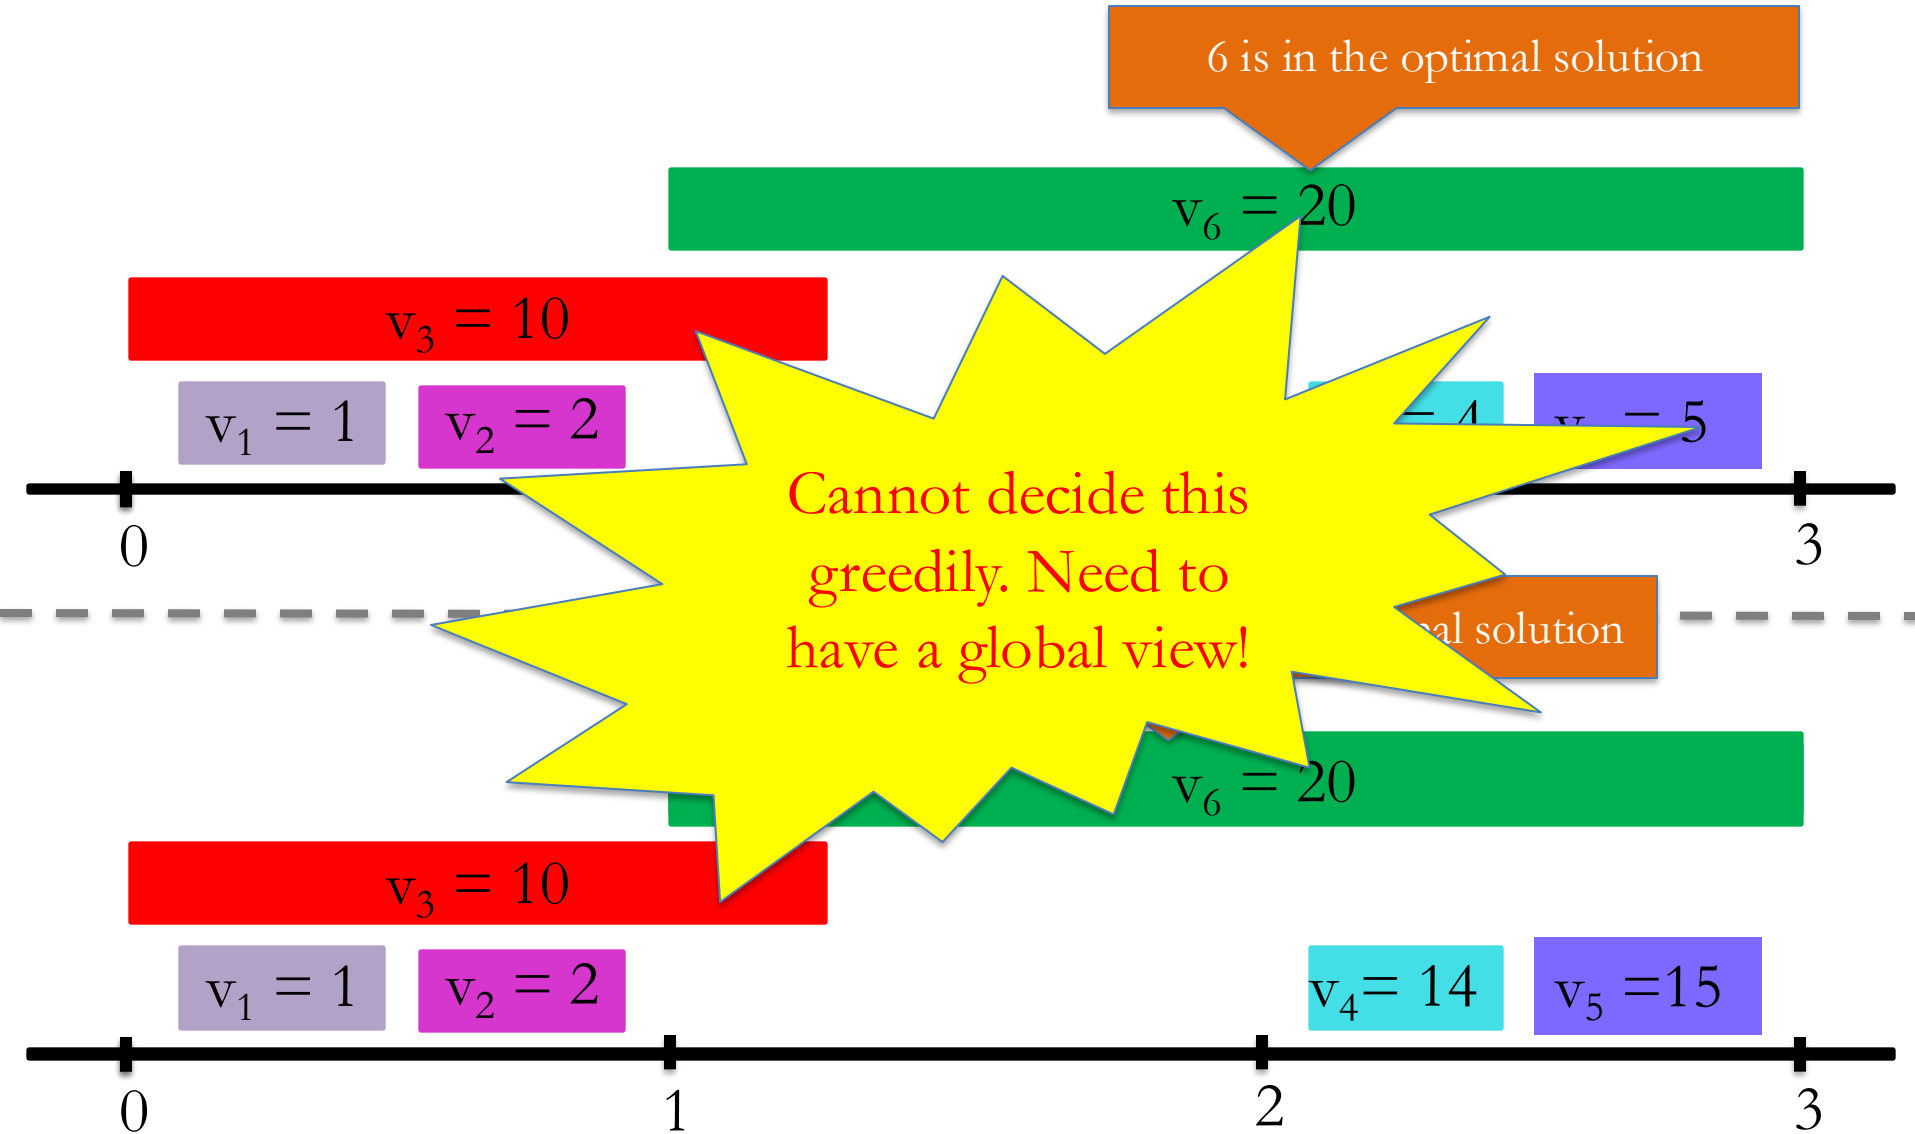 6 is in the optimal solution
v6 = 20
v3 = 10
v1 = 1
v2 = 2
= 4
= 5
0
3
Cannot decide this
greedily. Need to
have a global view!
solution
v6 = 20
v3 = 10
v1 = 1
v2 = 2
v4= 14
v5 =15
0
1
2
3